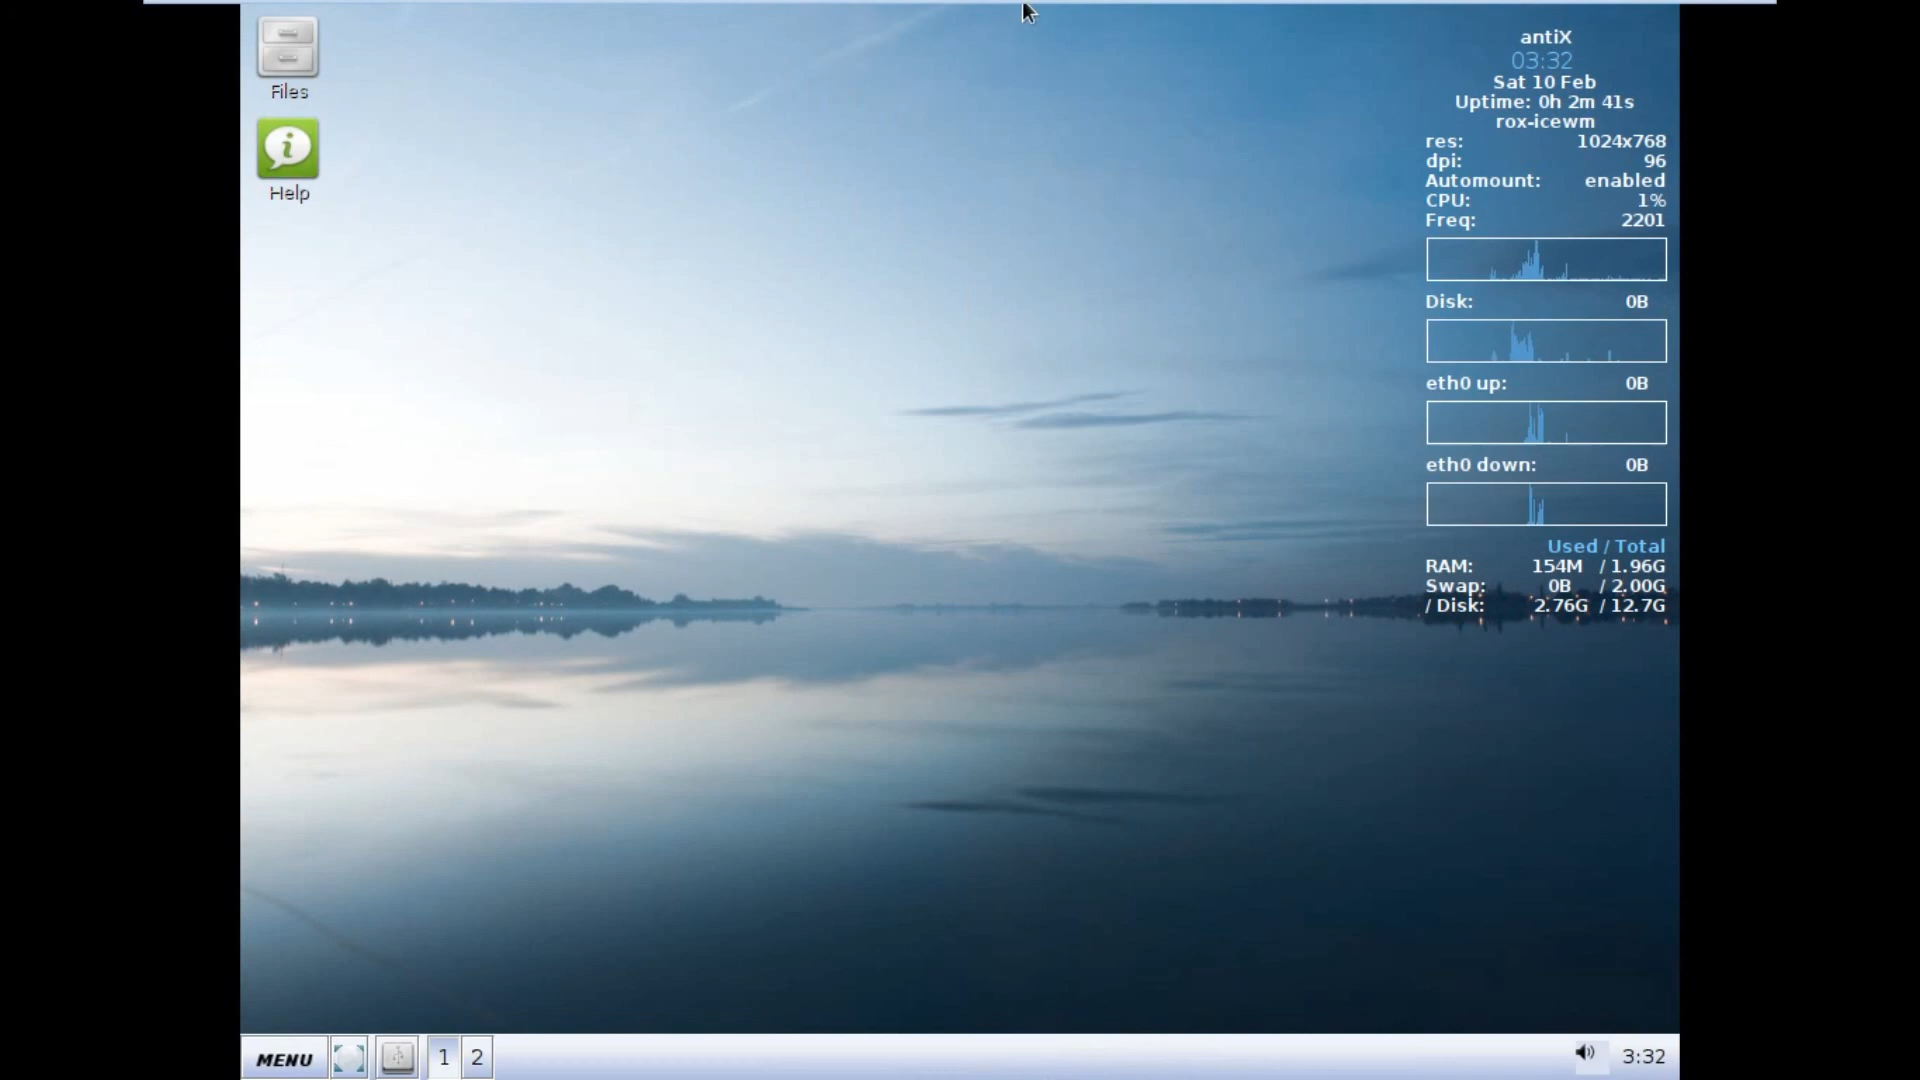 Files
Help
antiX
03:32
Sat 10 Feb
Uptime: 0h 2m 41s
rox-icewm
res: 1024x768
dpi: 96
Automount: enabled
CPU: 1%
Freq: 2201
Disk: 0B
eth0 up: 0B
eth0 down: 0B
Used / Total
RAM: 154M / 1.96G
Swap: 0B / 2.00G
/ Disk: 2.76G / 12.7G
MENU 1 2 3:32